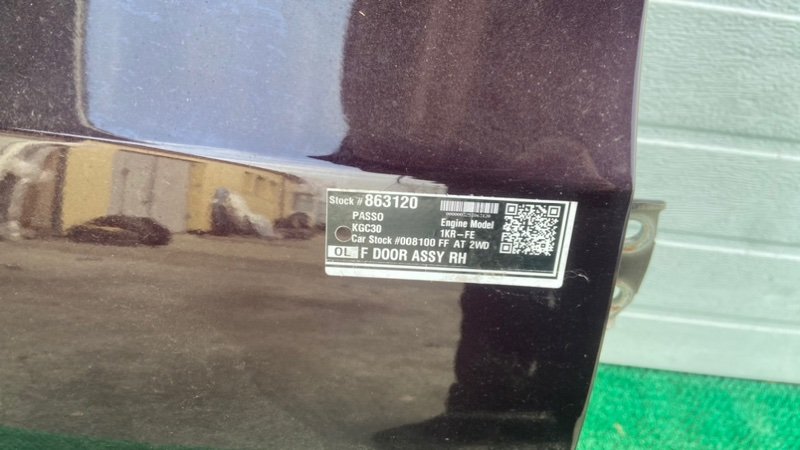 Stock # 863120
PASSO
Engine Model
KGC30
1KR-FE
Car Stock #008100 FF AT 2WD
OL F DOOR ASSY RH